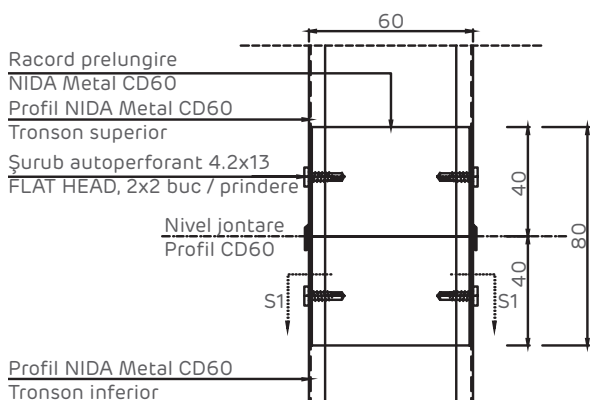 60
Racord prelungire
NIDA Metal CD60
Profil NIDA Metal CD60
Tronson superior
Șurub autoperforant 4.2x13
FLAT HEAD, 2x2 buc / prindere
40
80
Nivel jontare
Profil CD60
40
S1
S1
Profil NIDA Metal CD60
Tronson inferior